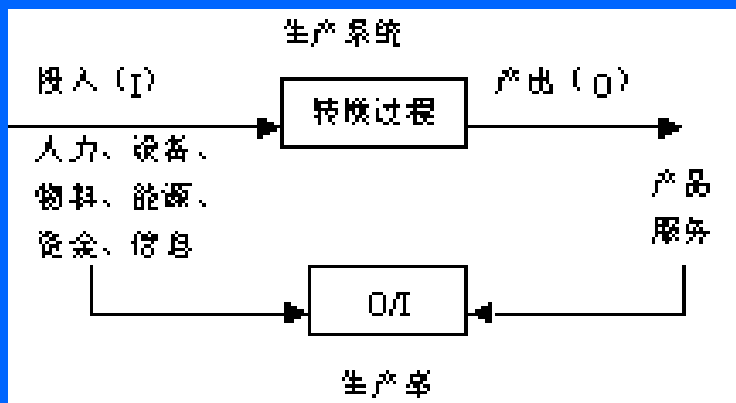 生产系统
投入（I）
转换过程
产出（O）
人力、设备、
物料、能源、
资金、信息
产品
服务
O/I
生产率